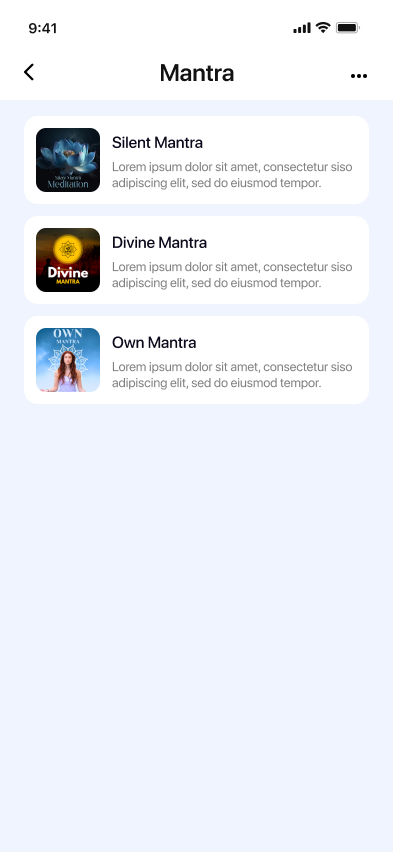 9:41
Mantra
Silent Mantra
Lorem ipsum dolor sit amet, consectetur siso
adipiscing elit, sed do eiusmod tempor.
Meditation
Divine Mantra
Lorem ipsum dolor sit amet, consectetur siso
adipiscing elit, sed do eiusmod tempor.
Divine
MANTRA
Own Mantra
Lorem ipsum dolor sit amet, consectetur siso
adipiscing elit, sed do eiusmod tempor.
OWN
MANTRA